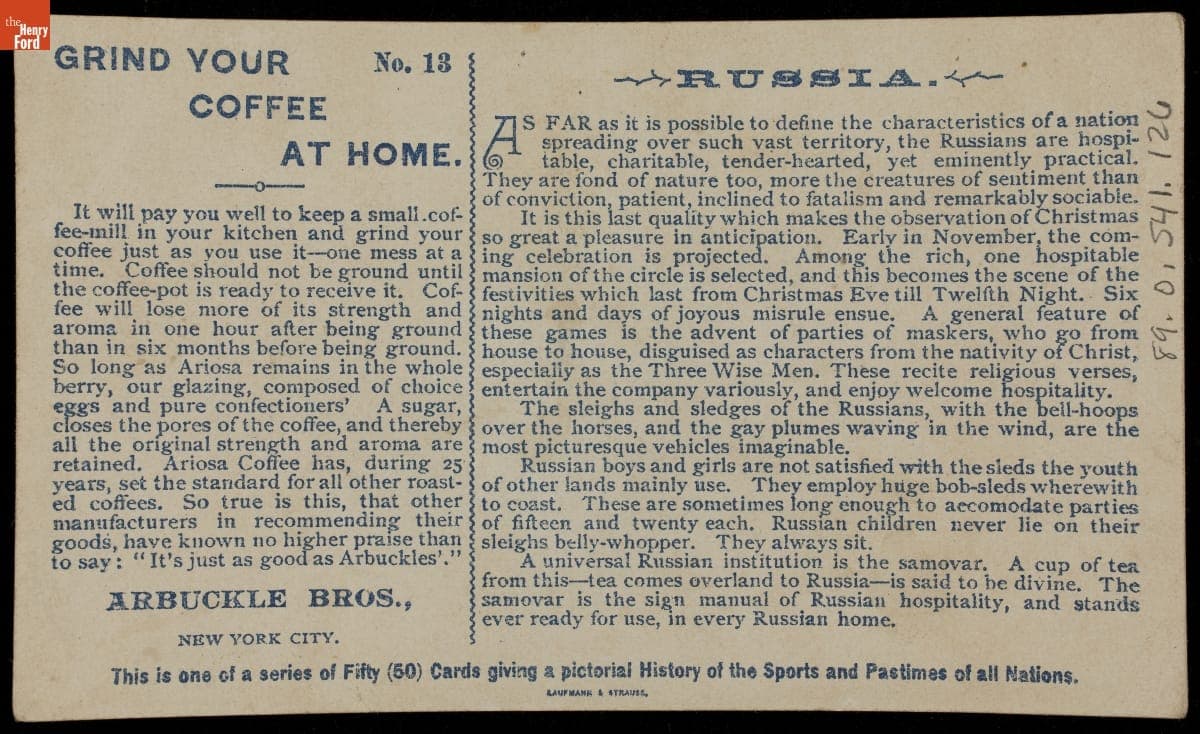 the
Henry
Ford
GRIND YOUR No. 13
COFFEE
AT HOME.
It will pay you well to keep a small cof-
fee-mill in your kitchen and grind your
coffee just as you use it—one mess at a
time. Coffee should not be ground until
the coffee-pot is ready to receive it. Cof-
fee will lose more of its strength and
aroma in one hour after being ground
than in six months before being ground.
So long as Ariosa remains in the whole
berry, our glazing, composed of choice
eggs and pure confectioners' A sugar,
closes the pores of the coffee, and thereby
all the original strength and aroma are
retained. Ariosa Coffee has, during 25
years, set the standard for all other roast-
ed coffees. So true is this, that other
manufacturers in recommending their
goods, have known no higher praise than
to say: "It's just as good as Arbuckles'."
ARBUCKLE BROS.,
NEW YORK CITY.
RUSSIA.
AS FAR as it is possible to define the characteristics of a nation
spreading over such vast territory, the Russians are hospi-
table, charitable, tender-hearted, yet eminently practical.
They are fond of nature too, more the creatures of sentiment than
of conviction, patient, inclined to fatalism and remarkably sociable.
It is this last quality which makes the observation of Christmas
so great a pleasure in anticipation. Early in November, the com-
ing celebration is projected. Among the rich, one hospitable
mansion of the circle is selected, and this becomes the scene of the
festivities which last from Christmas Eve till Twelfth Night. Six
nights and days of joyous misrule ensue. A general feature of
these games is the advent of parties of maskers, who go from
house to house, disguised as characters from the nativity of Christ,
especially as the Three Wise Men. These recite religious verses,
entertain the company variously, and enjoy welcome hospitality.
The sleighs and sledges of the Russians, with the bell-hoops
over the horses, and the gay plumes waving in the wind, are the
most picturesque vehicles imaginable.
Russian boys and girls are not satisfied with the sleds the youth
of other lands mainly use. They employ huge bob-sleds wherewith
to coast. These are sometimes long enough to accomodate parties
of fifteen and twenty each. Russian children never lie on their
sleighs belly-whopper. They always sit.
A universal Russian institution is the samovar. A cup of tea
from this—tea comes overland to Russia—is said to be divine. The
samovar is the sign manual of Russian hospitality, and stands
ever ready for use, in every Russian home.
This is one of a series of Fifty (50) Cards giving a pictorial History of the Sports and Pastimes of all Nations.
KAUFMANN & STRAUSS,
89.01.541.126